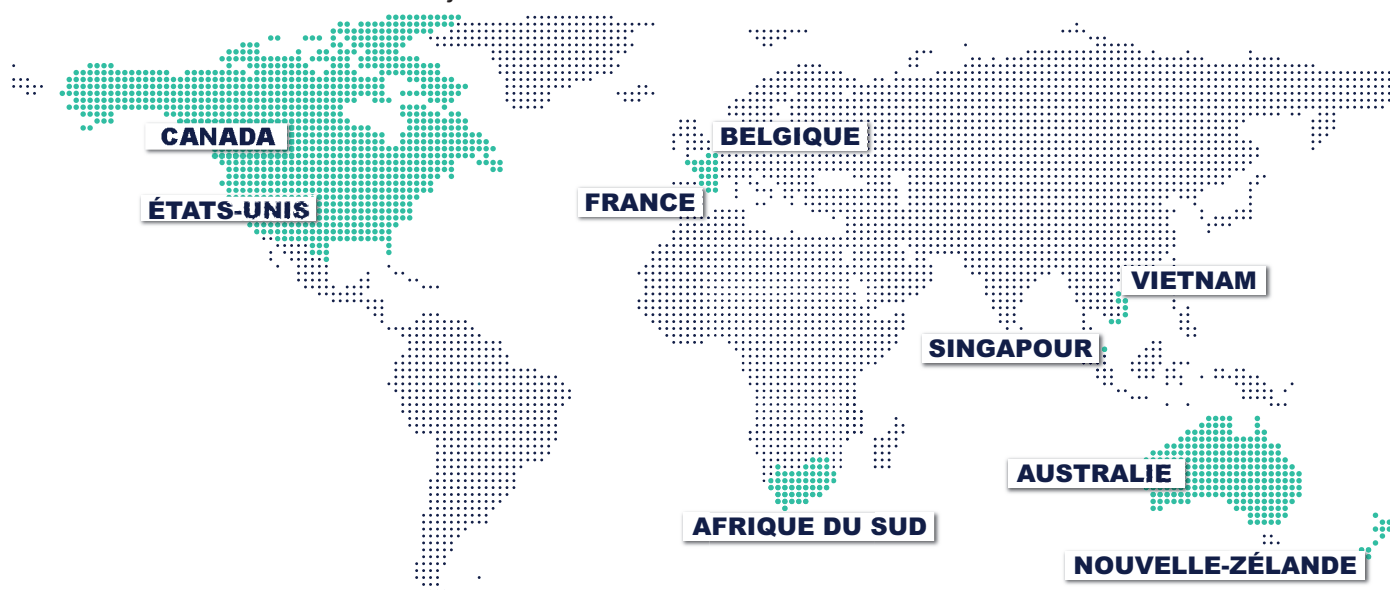 CANADA
BELGIQUE
FRANCE
ÉTATS-UNIS
VIETNAM
SINGAPOUR
AUSTRALIE
AFRIQUE DU SUD
NOUVELLE-ZÉLANDE